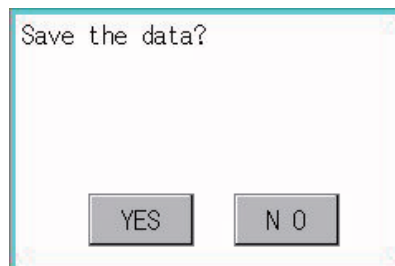 Save the data?
YES
N O